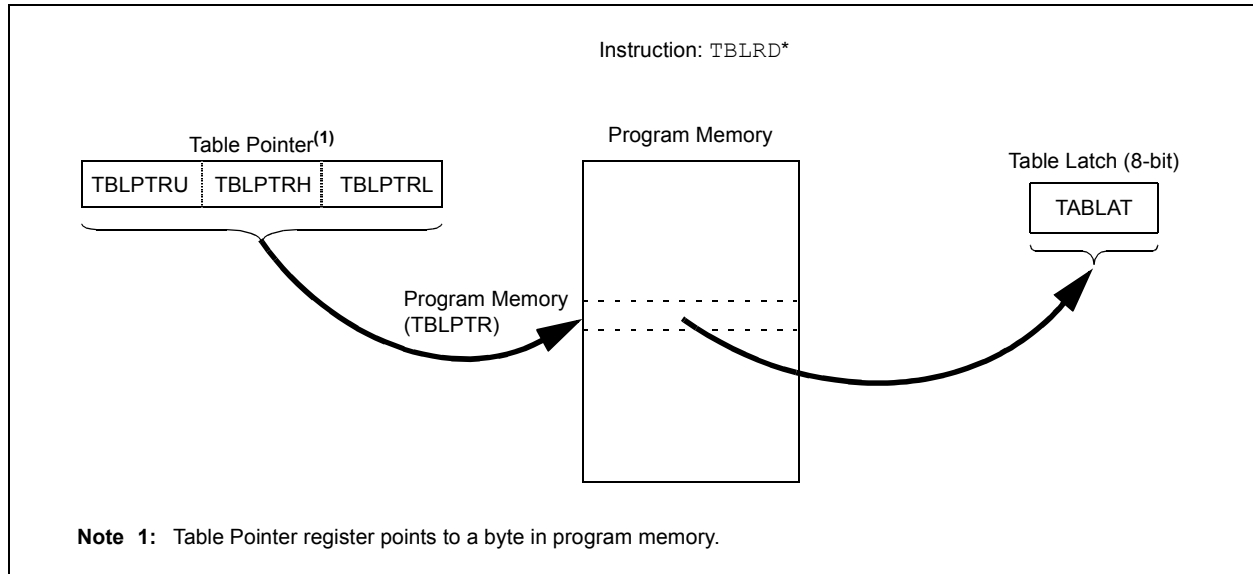 Instruction: TBLRD*
Table Pointer(1)
TBLPTRU TBLPTRH TBLPTRL
Program Memory
Table Latch (8-bit)
TABLAT
Program Memory
(TBLPTR)
Note 1: Table Pointer register points to a byte in program memory.